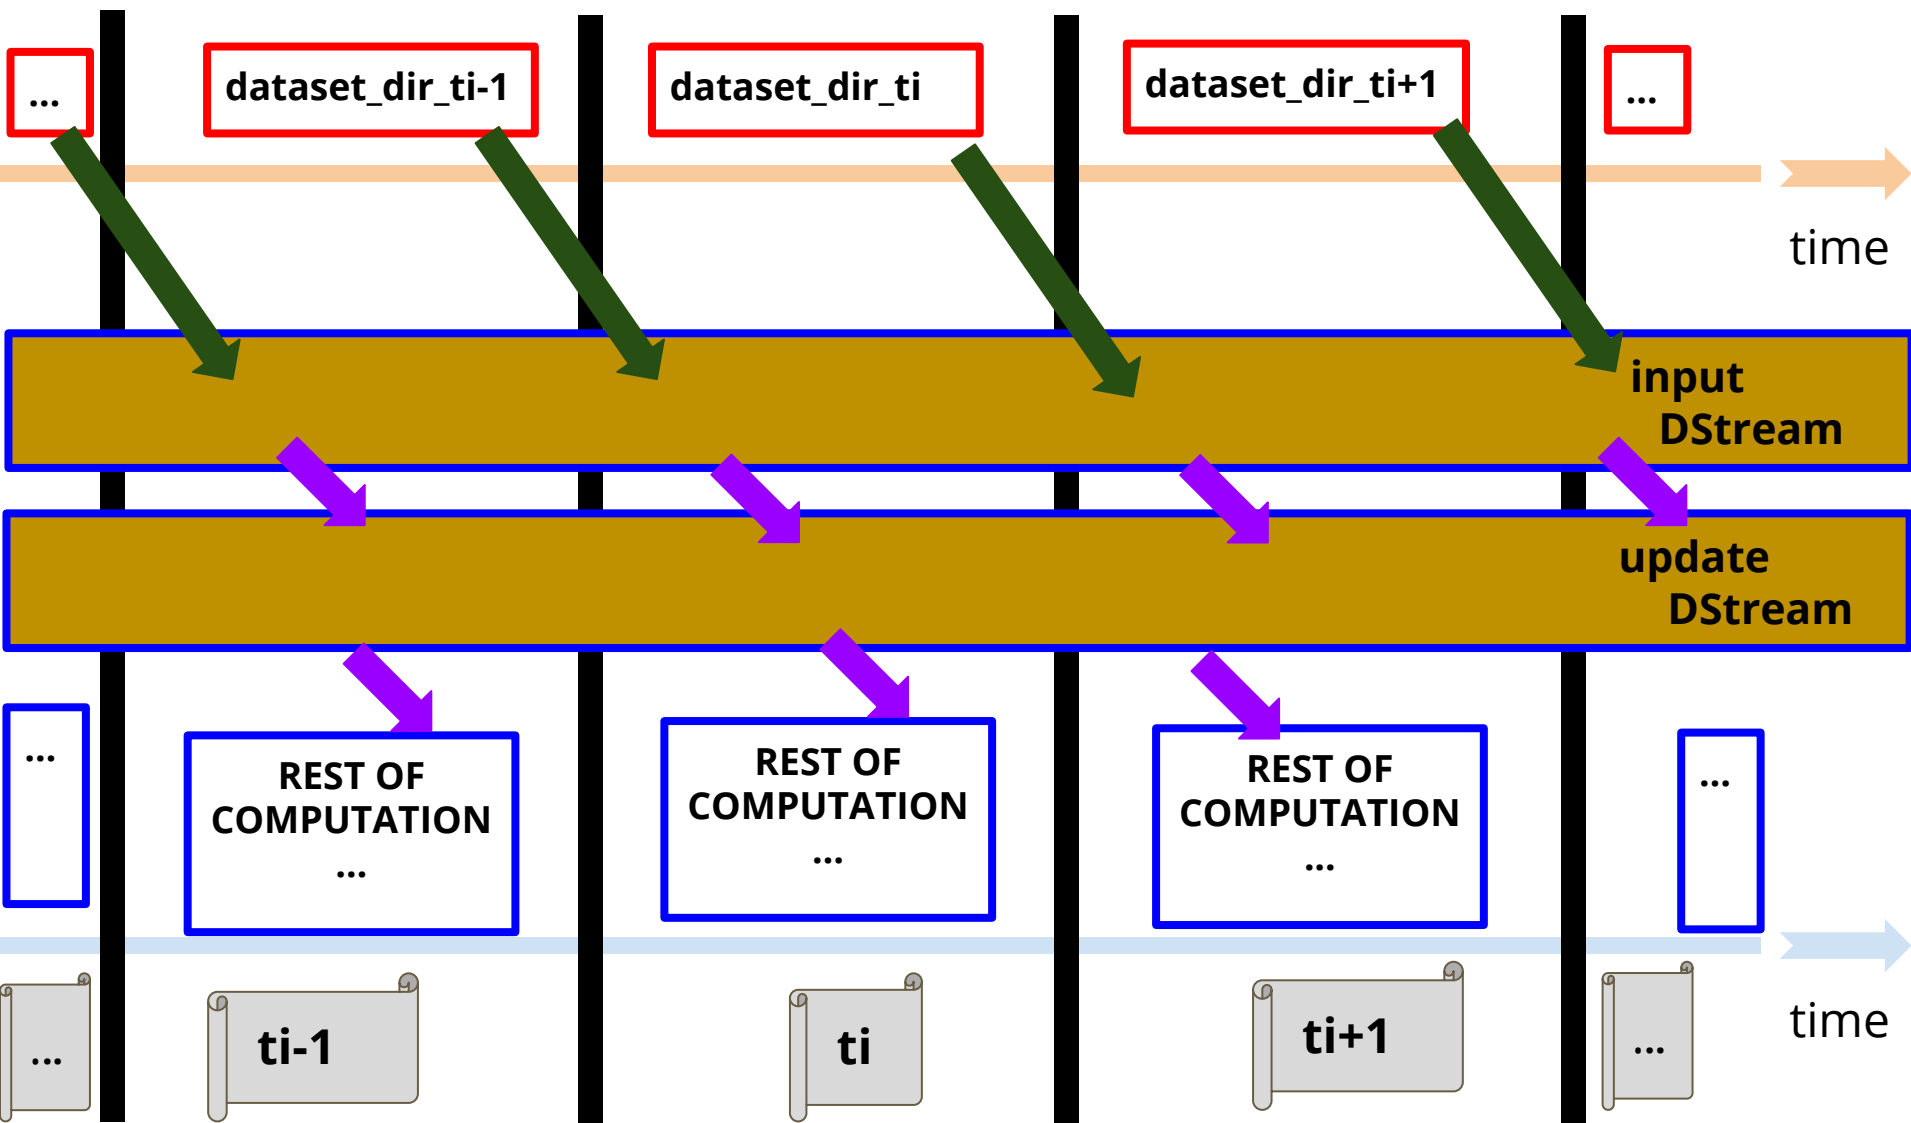 ...
dataset_dir_ti-1
dataset_dir_ti
dataset_dir_ti+1
...
time
input
DStream
update
DStream
...
REST OF
COMPUTATION
...
REST OF
COMPUTATION
...
REST OF
COMPUTATION
...
...
...
ti-1
ti
ti+1
...
time